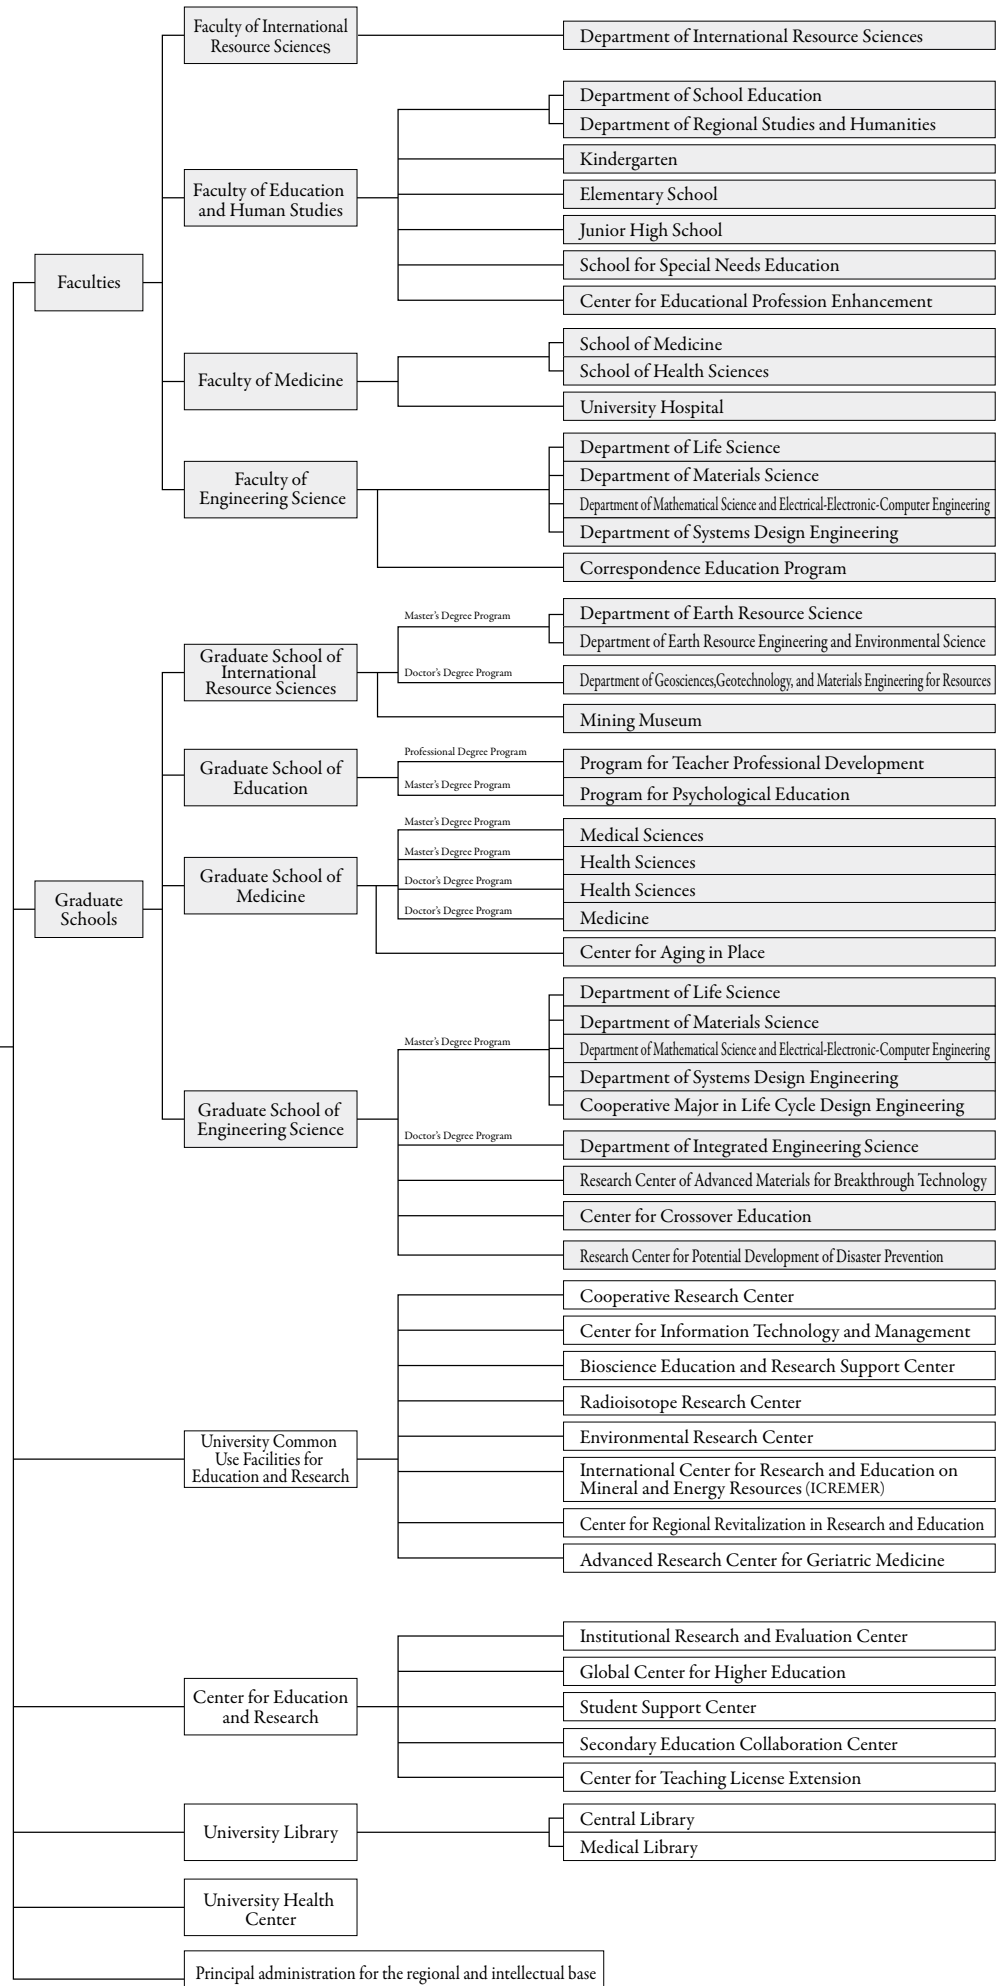 Faculty of International
Resource Sciences
Department of International Resource Sciences
Department of School Education
Department of Regional Studies and Humanities
Kindergarten
Faculty of Education
and Human Studies
Elementary School
Junior High School
School for Special Needs Education
Center for Educational Profession Enhancement
Faculties
School of Medicine
School of Health Sciences
Faculty of Medicine
University Hospital
Department of Life Science
Department of Materials Science
Faculty of
Engineering Science
Department of Mathematical Science and Electrical-Electronic-Computer Engineering
Department of Systems Design Engineering
Correspondence Education Program
Master's Degree Program
Department of Earth Resource Science
Department of Earth Resource Engineering and Environmental Science
Graduate School of
International
Resource Sciences
Doctor's Degree Program
Department of Geosciences,Geotechnology, and Materials Engineering for Resources
Mining Museum
Professional Degree Program
Program for Teacher Professional Development
Graduate School of
Education
Master's Degree Program
Program for Psychological Education
Master's Degree Program
Medical Sciences
Master's Degree Program
Health Sciences
Graduate School of
Medicine
Doctor's Degree Program
Health Sciences
Doctor's Degree Program
Medicine
Graduate
Schools
Center for Aging in Place
Department of Life Science
Department of Materials Science
Master's Degree Program
Department of Mathematical Science and Electrical-Electronic-Computer Engineering
Department of Systems Design Engineering
Cooperative Major in Life Cycle Design Engineering
Graduate School of
Engineering Science
Doctor's Degree Program
Department of Integrated Engineering Science
Research Center of Advanced Materials for Breakthrough Technology
Center for Crossover Education
Research Center for Potential Development of Disaster Prevention
Cooperative Research Center
Center for Information Technology and Management
Bioscience Education and Research Support Center
Radioisotope Research Center
Environmental Research Center
University Common
Use Facilities for
Education and Research
International Center for Research and Education on
Mineral and Energy Resources (ICREMER)
Center for Regional Revitalization in Research and Education
Advanced Research Center for Geriatric Medicine
Institutional Research and Evaluation Center
Global Center for Higher Education
Center for Education
and Research
Student Support Center
Secondary Education Collaboration Center
Center for Teaching License Extension
University Library
Central Library
Medical Library
University Health
Center
Principal administration for the regional and intellectual base